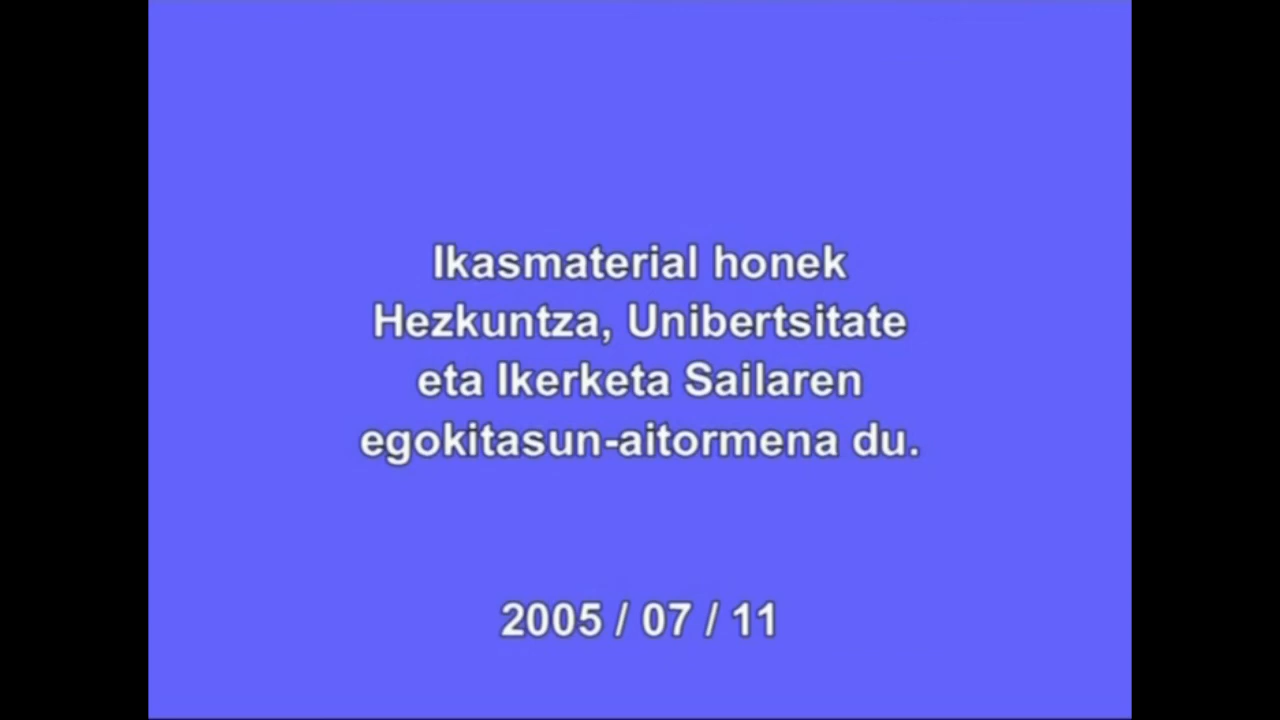 Ikasmaterial honek
Hezkuntza, Unibertsitate
eta Ikerketa Sailaren
egokitasun-aitormena du.
2005 / 07 / 11